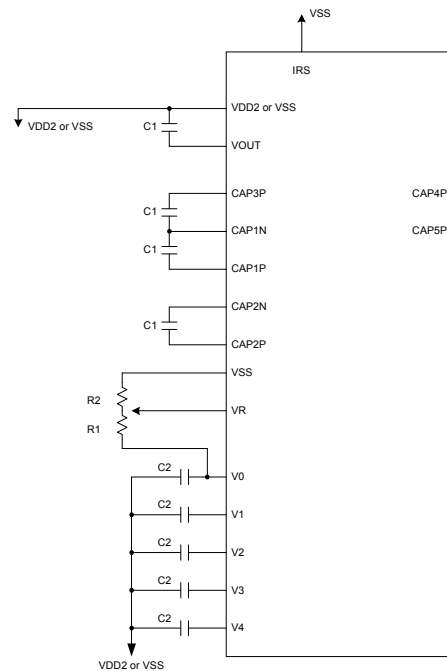 VSS
IRS
VDD2 or VSS
VDD2 or VSS
C1
VOUT
CAP3P
CAP4P
C1
CAP1N
CAP5P
C1
CAP1P
CAP2N
C1
CAP2P
VSS
R2
VR
R1
C2
V0
C2
V1
C2
V2
C2
V3
C2
V4
VDD2 or VSS